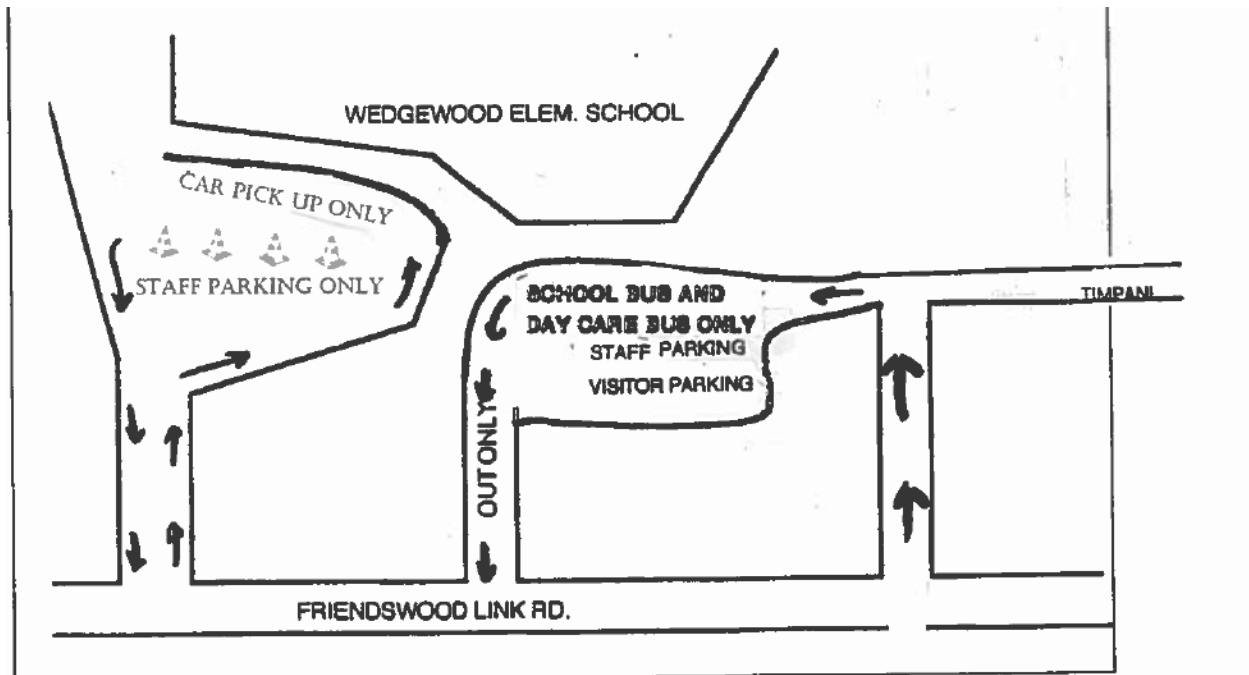 WEDGEWOOD ELEM. SCHOOL
CAR PICK UP ONLY
STAFF PARKING ONLY
SCHOOL BUS AND
DAY CARE BUS ONLY
STAFF PARKING
VISITOR PARKING
TIMPANI
OUT ONLY
FRIENDSWOOD LINK RD.